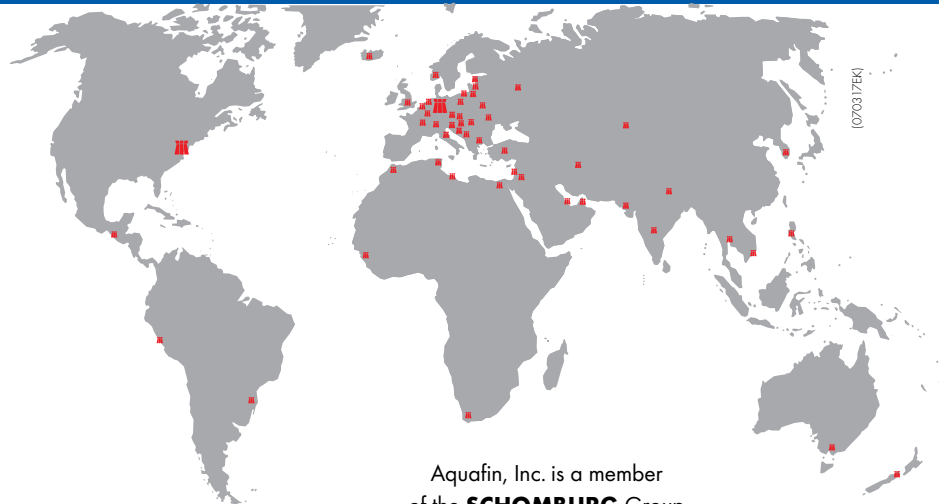 (070317EK)
Aquafin, Inc. is a member
of the SCHOMBURG Group